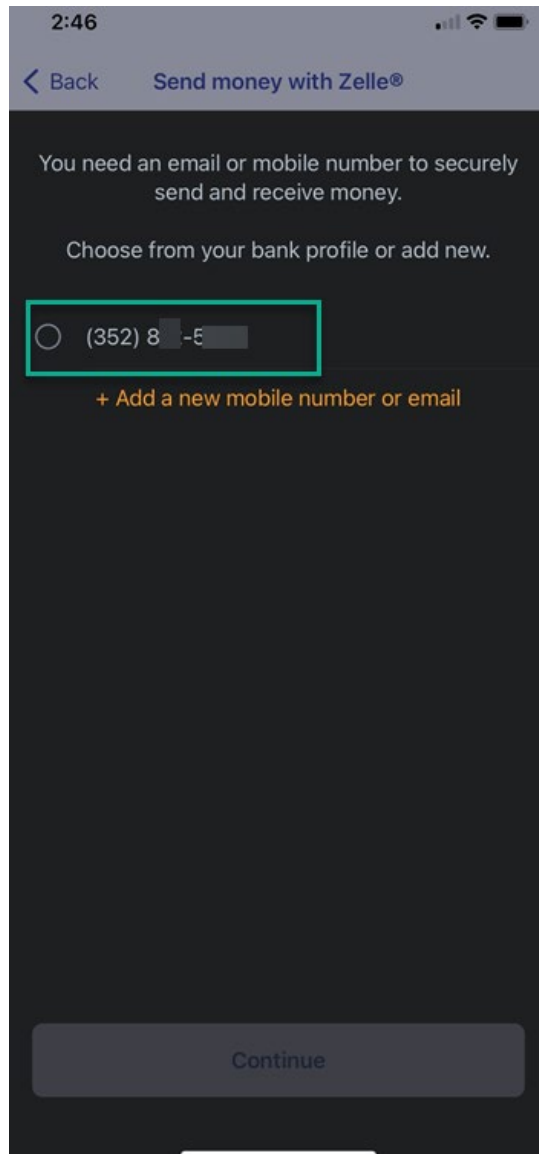 2:46
Back Send money with Zelle®
You need an email or mobile number to securely
send and receive money.
Choose from your bank profile or add new.
(352) 8 -5
+ Add a new mobile number or email
Continue